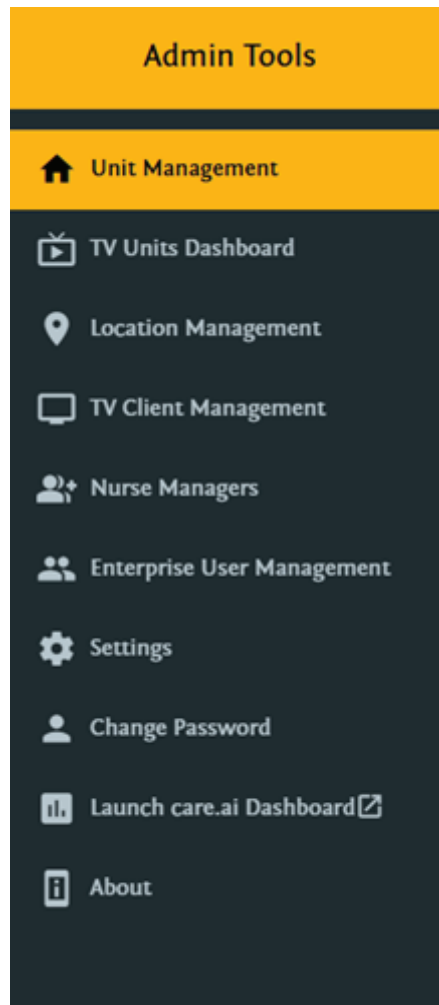 Admin Tools
Unit Management
TV Units Dashboard
Location Management
TV Client Management
Nurse Managers
Enterprise User Management
Settings
Change Password
Launch care.ai Dashboard
About